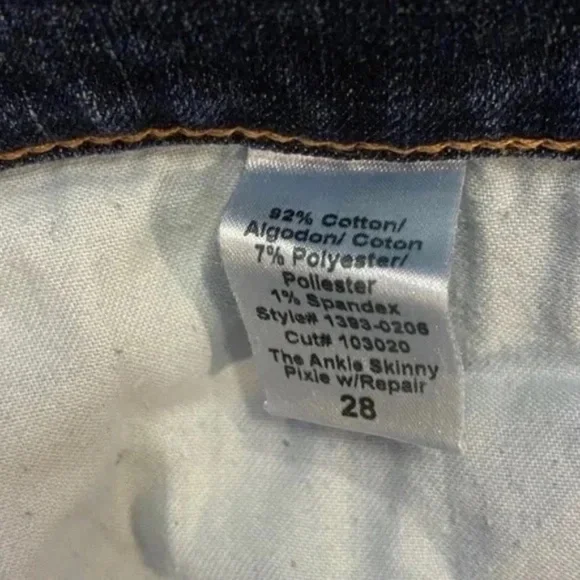 92% Cotton/
Algodon/ Coton
7% Polyester/
Poliester
1% Spandex
Style# 1393-0206
Cut# 103020
The Ankle Skinny
Pixie w/Repair
28